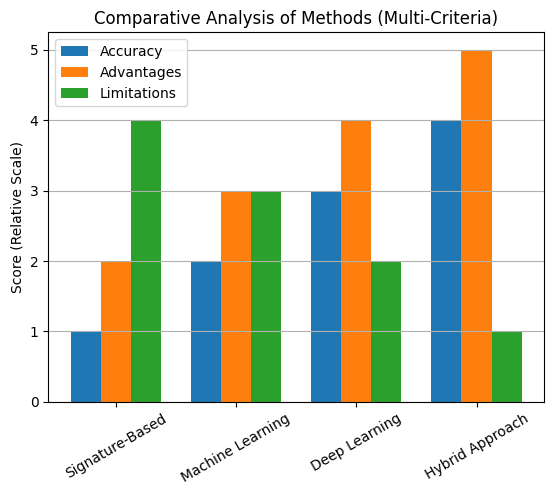 Comparative Analysis of Methods (Multi-Criteria)
Accuracy
Advantages
Limitations
Score (Relative Scale)
5
4
3
2
1
0
Signature-Based
Machine Learning
Deep Learning
Hybrid Approach